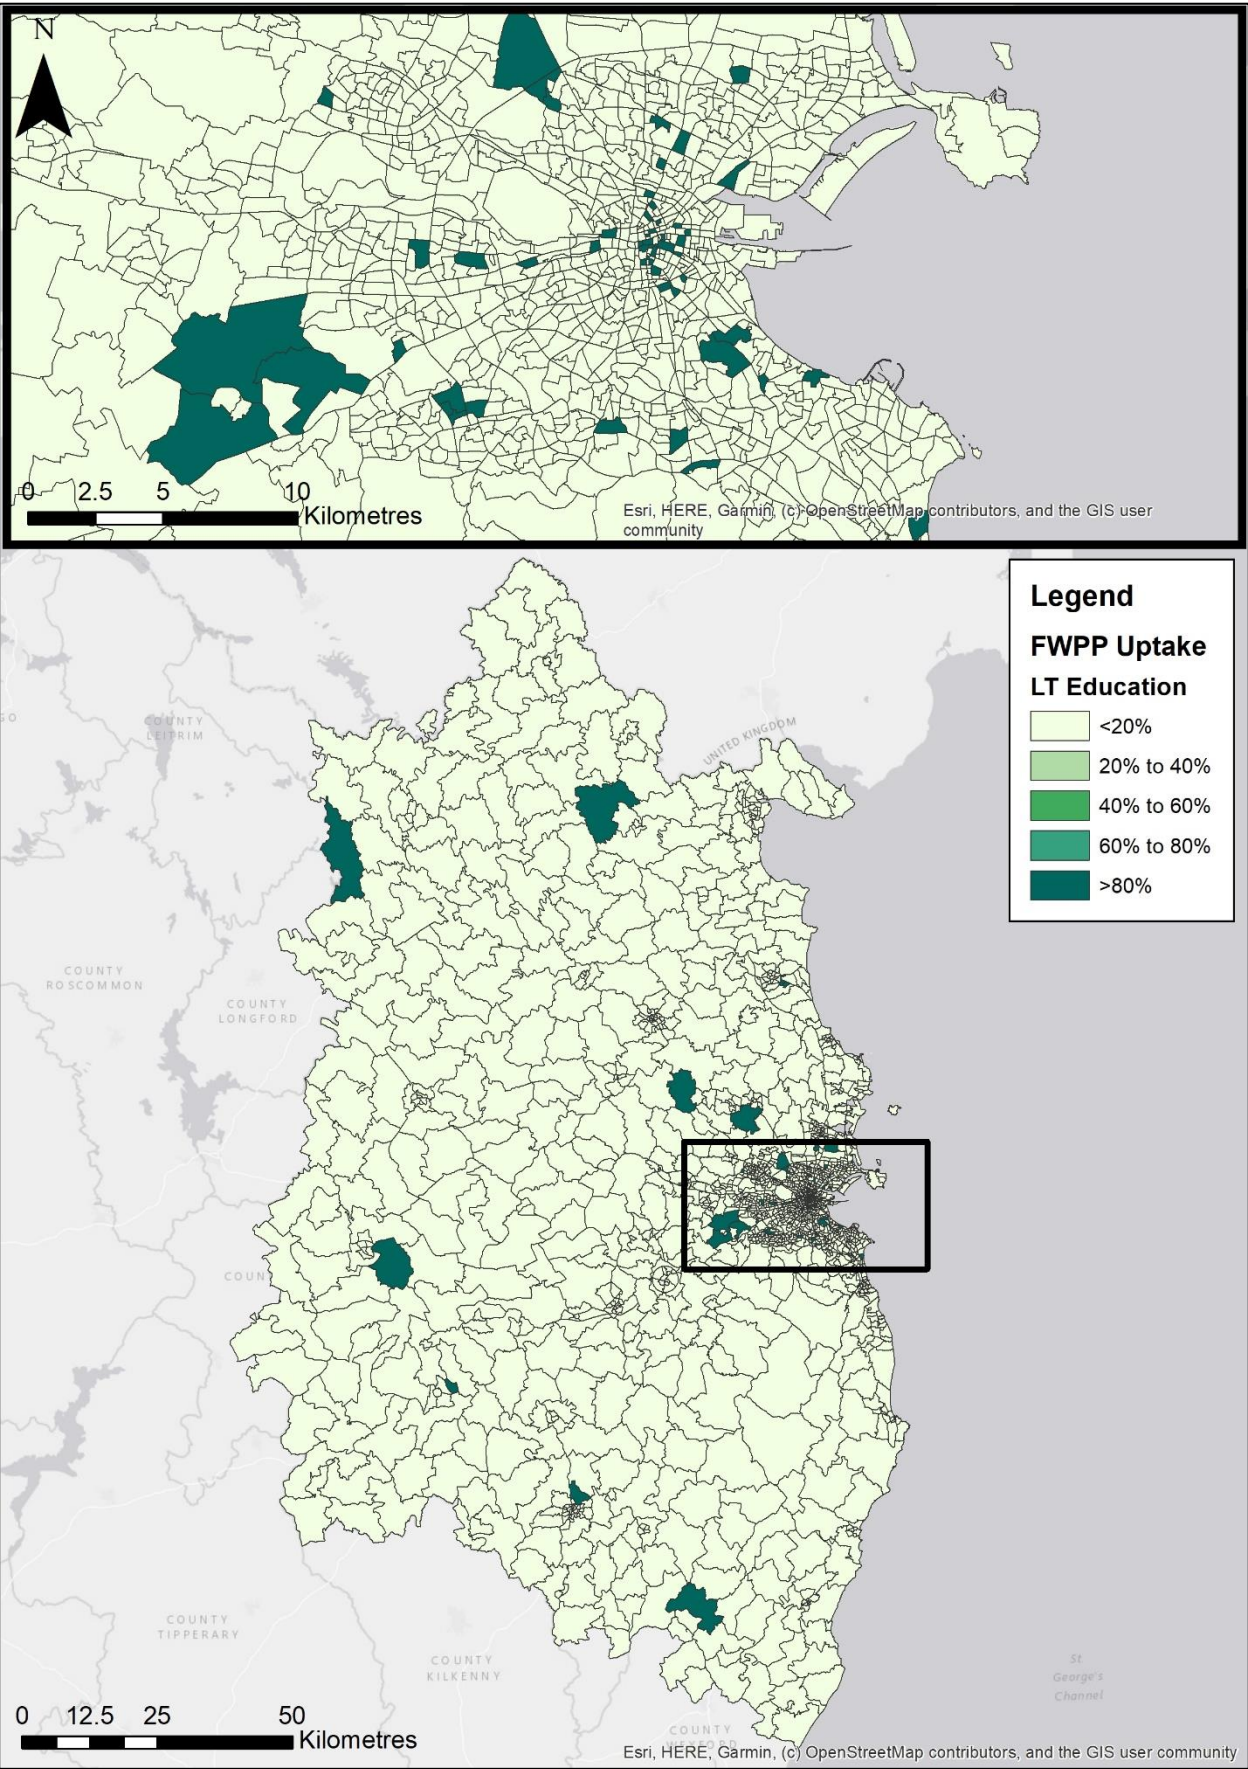 N
0 2.5 5 10
Kilometres
Esri, HERE, Garmin, (c) OpenStreetMap contributors, and the GIS user
community
Legend
FWPP Uptake
LT Education
<20%
20% to 40%
40% to 60%
60% to 80%
>80%
COUNTY
LEITRIM
UNITED KINGDOM
COUNTY
ROSCOMMON
COUNTY
LONGFORD
COUN
COUNTY
TIPPERARY
COUNTY
KILKENNY
St
George's
Channel
COUNTY
WEXFORD
0 12.5 25 50
Kilometres
Esri, HERE, Garmin, (c) OpenStreetMap contributors, and the GIS user community